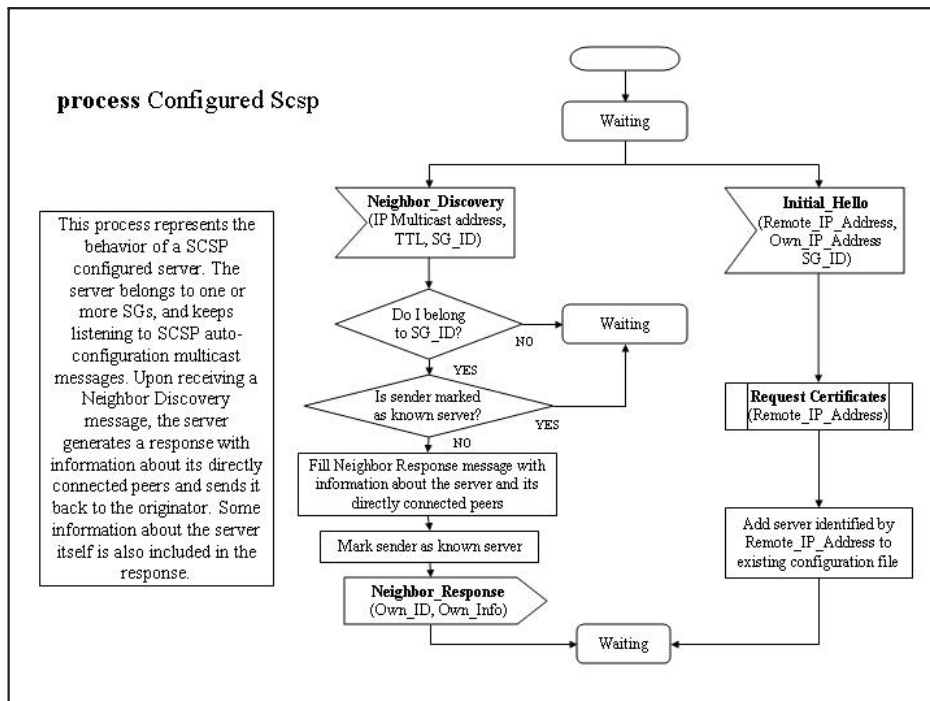 process Configured Scsp
Waiting
Neighbor_Discovery
(IP Multicast address,
TTL, SG_ID)
Initial_Hello
(Remote_IP_Address,
Own_IP_Address
SG_ID)
This process represents the
behavior of a SCSP
configured server. The
server belongs to one or
more SGs, and keeps
listening to SCSP auto-
configuration multicast
messages. Upon receiving a
Neighbor Discovery
message, the server
generates a response with
information about its directly
connected peers and sends it
back to the originator. Some
information about the server
itself is also included in the
response.
Do I belong
to SG_ID?
NO
Waiting
YES
Is sender marked
as known server?
YES
NO
Request Certificates
(Remote_IP_Address)
Fill Neighbor Response message with
information about the server and its
directly connected peers
Mark sender as known server
Add server identified by
Remote_IP_Address to
existing configuration file
Neighbor_Response
(Own_ID, Own_Info)
Waiting